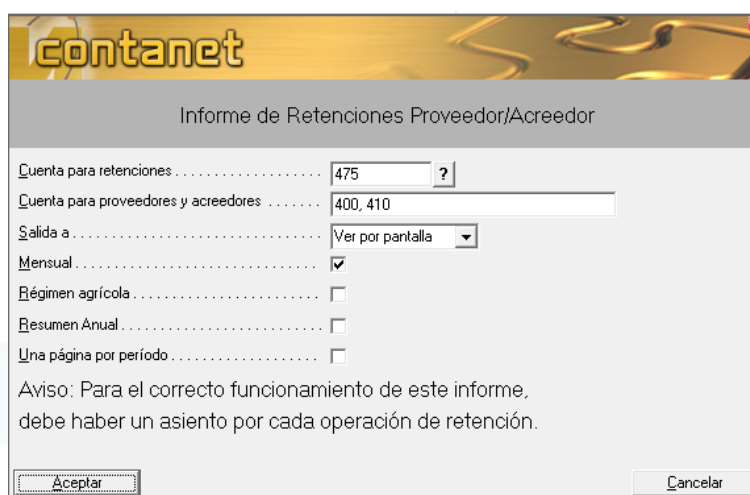 contanet
Informe de Retenciones Proveedor/Acreedor
Cuenta para retenciones . . . . . . . . . . . . . . . . . . . 475 ?
Cuenta para proveedores y acreedores . . . . . . . 400, 410
Salida a . . . . . . . . . . . . . . . . . . . . . . . . . . . . . . . . Ver por pantalla
Mensual . . . . . . . . . . . . . . . . . . . . . . . . . . . . . . .
Régimen agrícola . . . . . . . . . . . . . . . . . . . . . . . .
Resumen Anual . . . . . . . . . . . . . . . . . . . . . . . . . .
Una página por período . . . . . . . . . . . . . . . . . . .
Aviso: Para el correcto funcionamiento de este informe,
debe haber un asiento por cada operación de retención.
Aceptar Cancelar